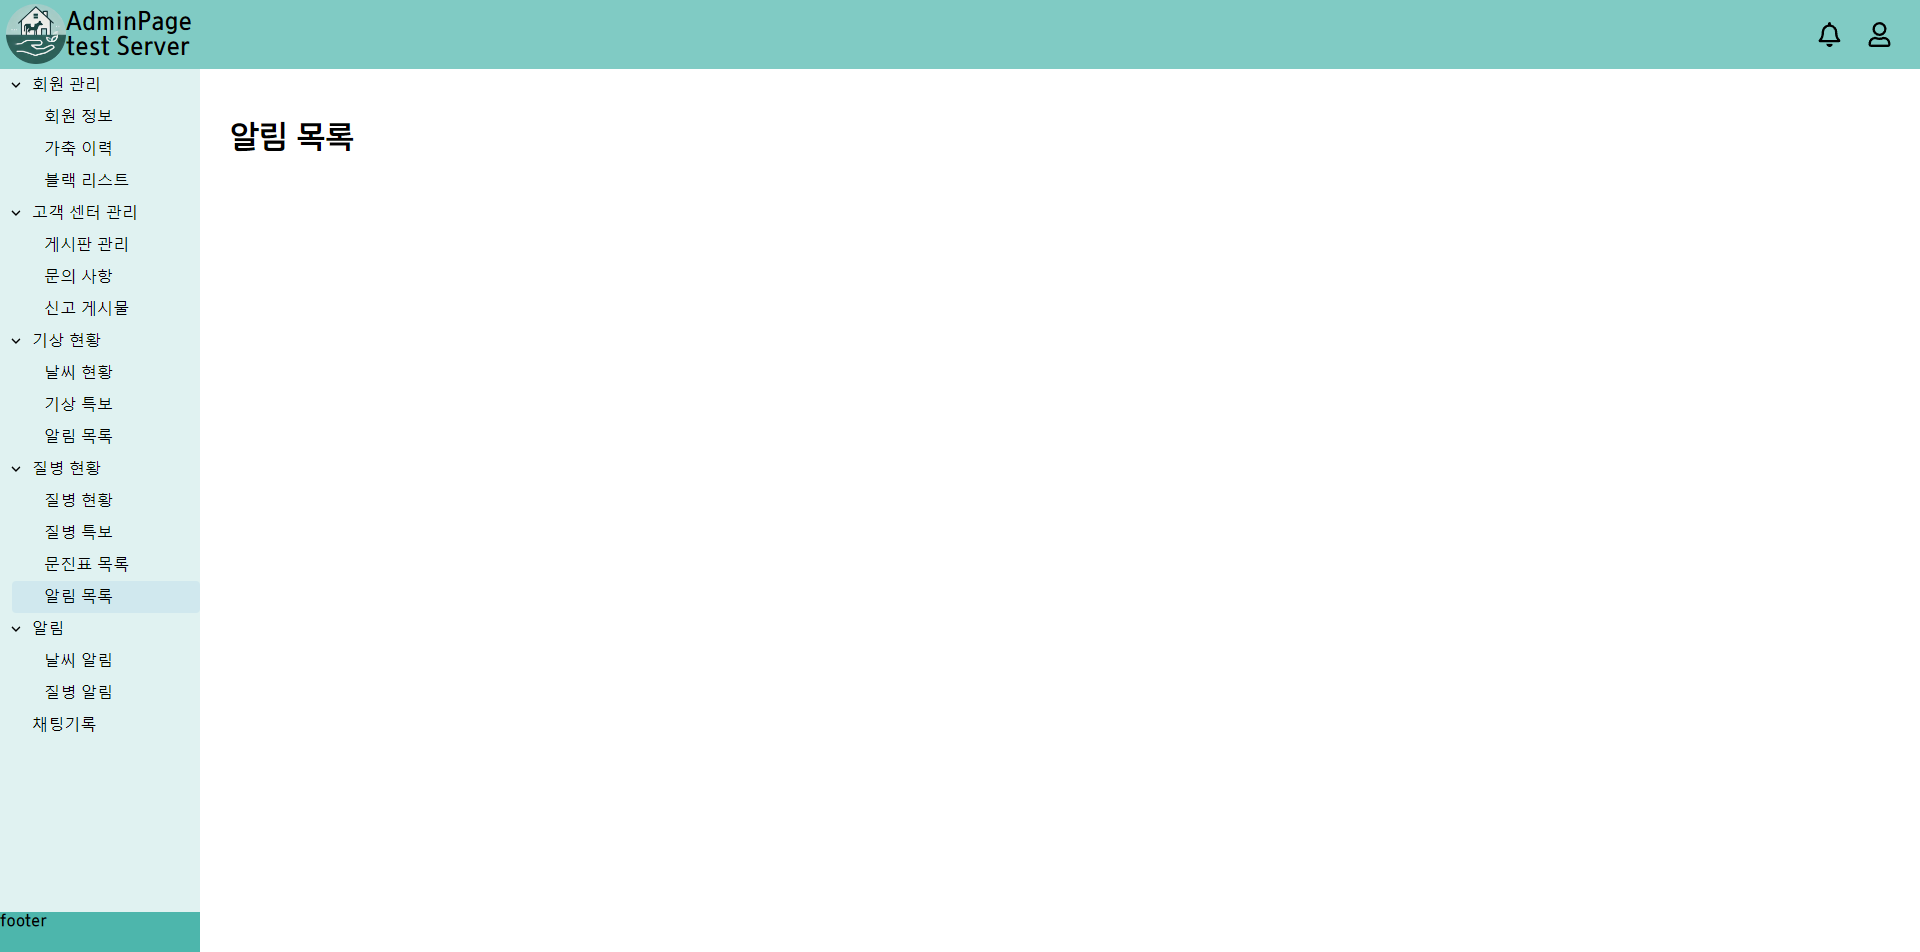 AdminPage
test Server
회원 관리
회원 정보
가축 이력
블랙 리스트
고객 센터 관리
게시판 관리
문의 사항
신고 게시물
기상 현황
날씨 현황
기상 특보
알림 목록
질병 현황
질병 현황
질병 특보
문진표 목록
알림 목록
알림
날씨 알림
질병 알림
채팅기록
footer
알림 목록